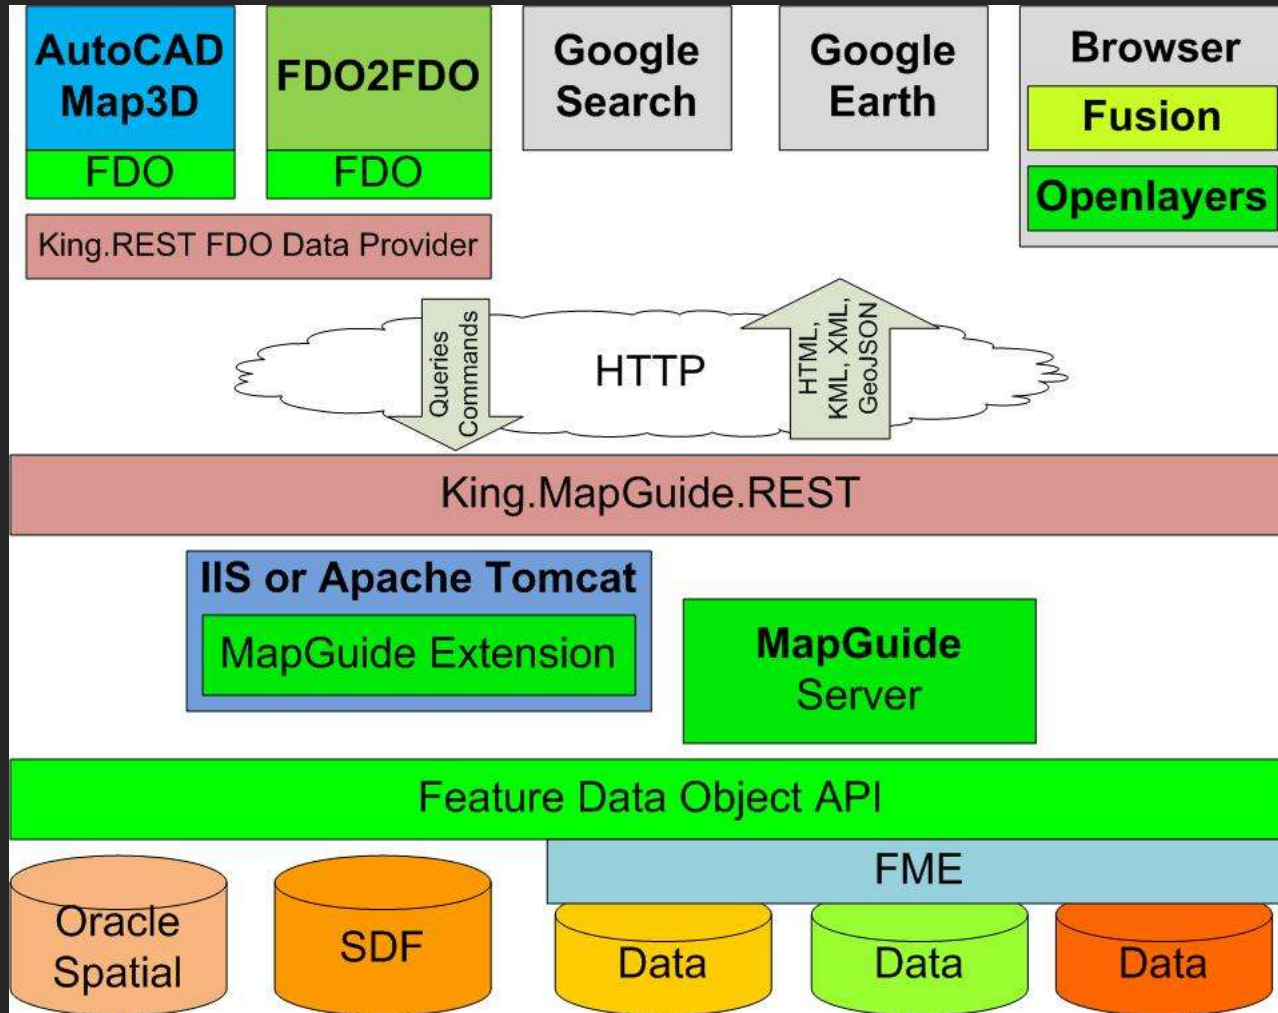 AutoCAD
Map3D
FDO
FDO2FDO
FDO
Google
Search
Google
Earth
Browser
Fusion
Openlayers
King.REST FDO Data Provider
Queries
Commands
HTTP
HTML,
KML, XML,
GeoJSON
King.MapGuide.REST
IIS or Apache Tomcat
MapGuide Extension
MapGuide
Server
Feature Data Object API
FME
Oracle
Spatial
SDF
Data
Data
Data